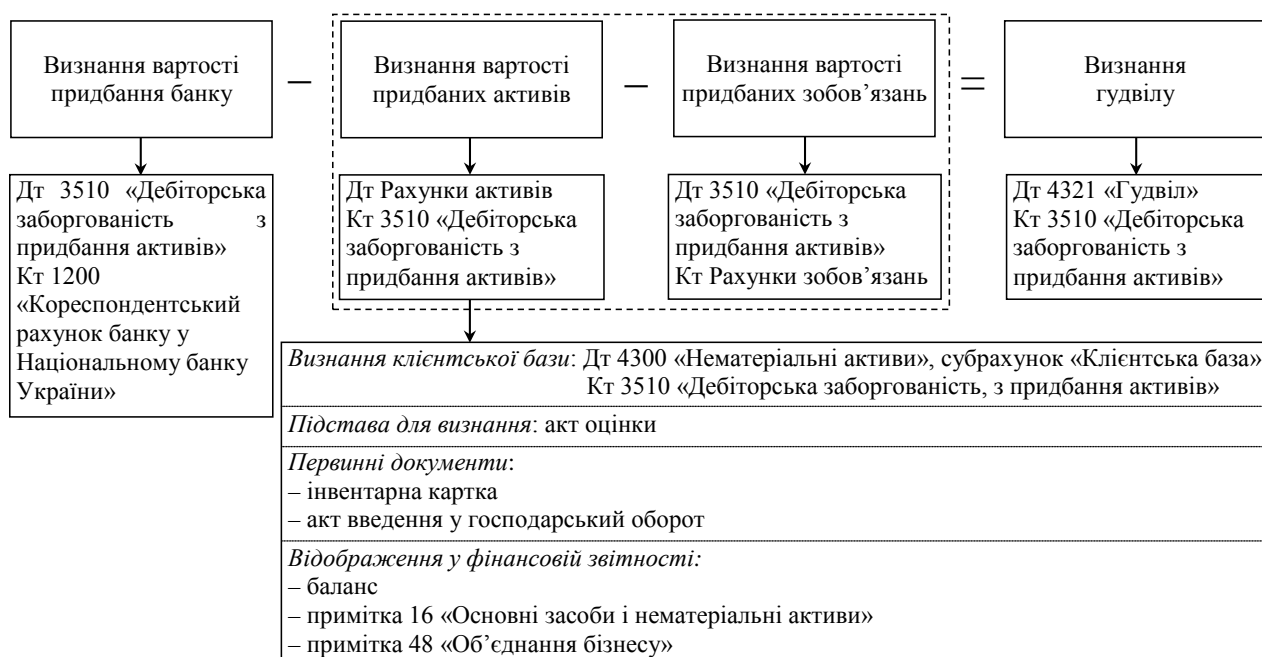 Визнання вартості
придбання банку
–
Визнання вартості
придбаних активів
–
Визнання вартості
придбаних зобов’язань
=
Визнання
гудвілу
Дт 3510 «Дебіторська
заборгованість з
придбання активів»
Кт 1200
«Кореспондентський
рахунок банку у
Національному банку
України»
Дт Рахунки активів
Кт 3510 «Дебіторська
заборгованість з
придбання активів»
Дт 3510 «Дебіторська
заборгованість з
придбання активів»
Кт Рахунки зобов’язань
Дт 4321 «Гудвіл»
Кт 3510 «Дебіторська
заборгованість з
придбання активів»
Визнання клієнтської бази: Дт 4300 «Нематеріальні активи», субрахунок «Клієнтська база»
Кт 3510 «Дебіторська заборгованість, з придбання активів»
Підстава для визнання: акт оцінки
Первинні документи:
– інвентарна картка
– акт введення у господарський оборот
Відображення у фінансовій звітності:
– баланс
– примітка 16 «Основні засоби і нематеріальні активи»
– примітка 48 «Об’єднання бізнесу»